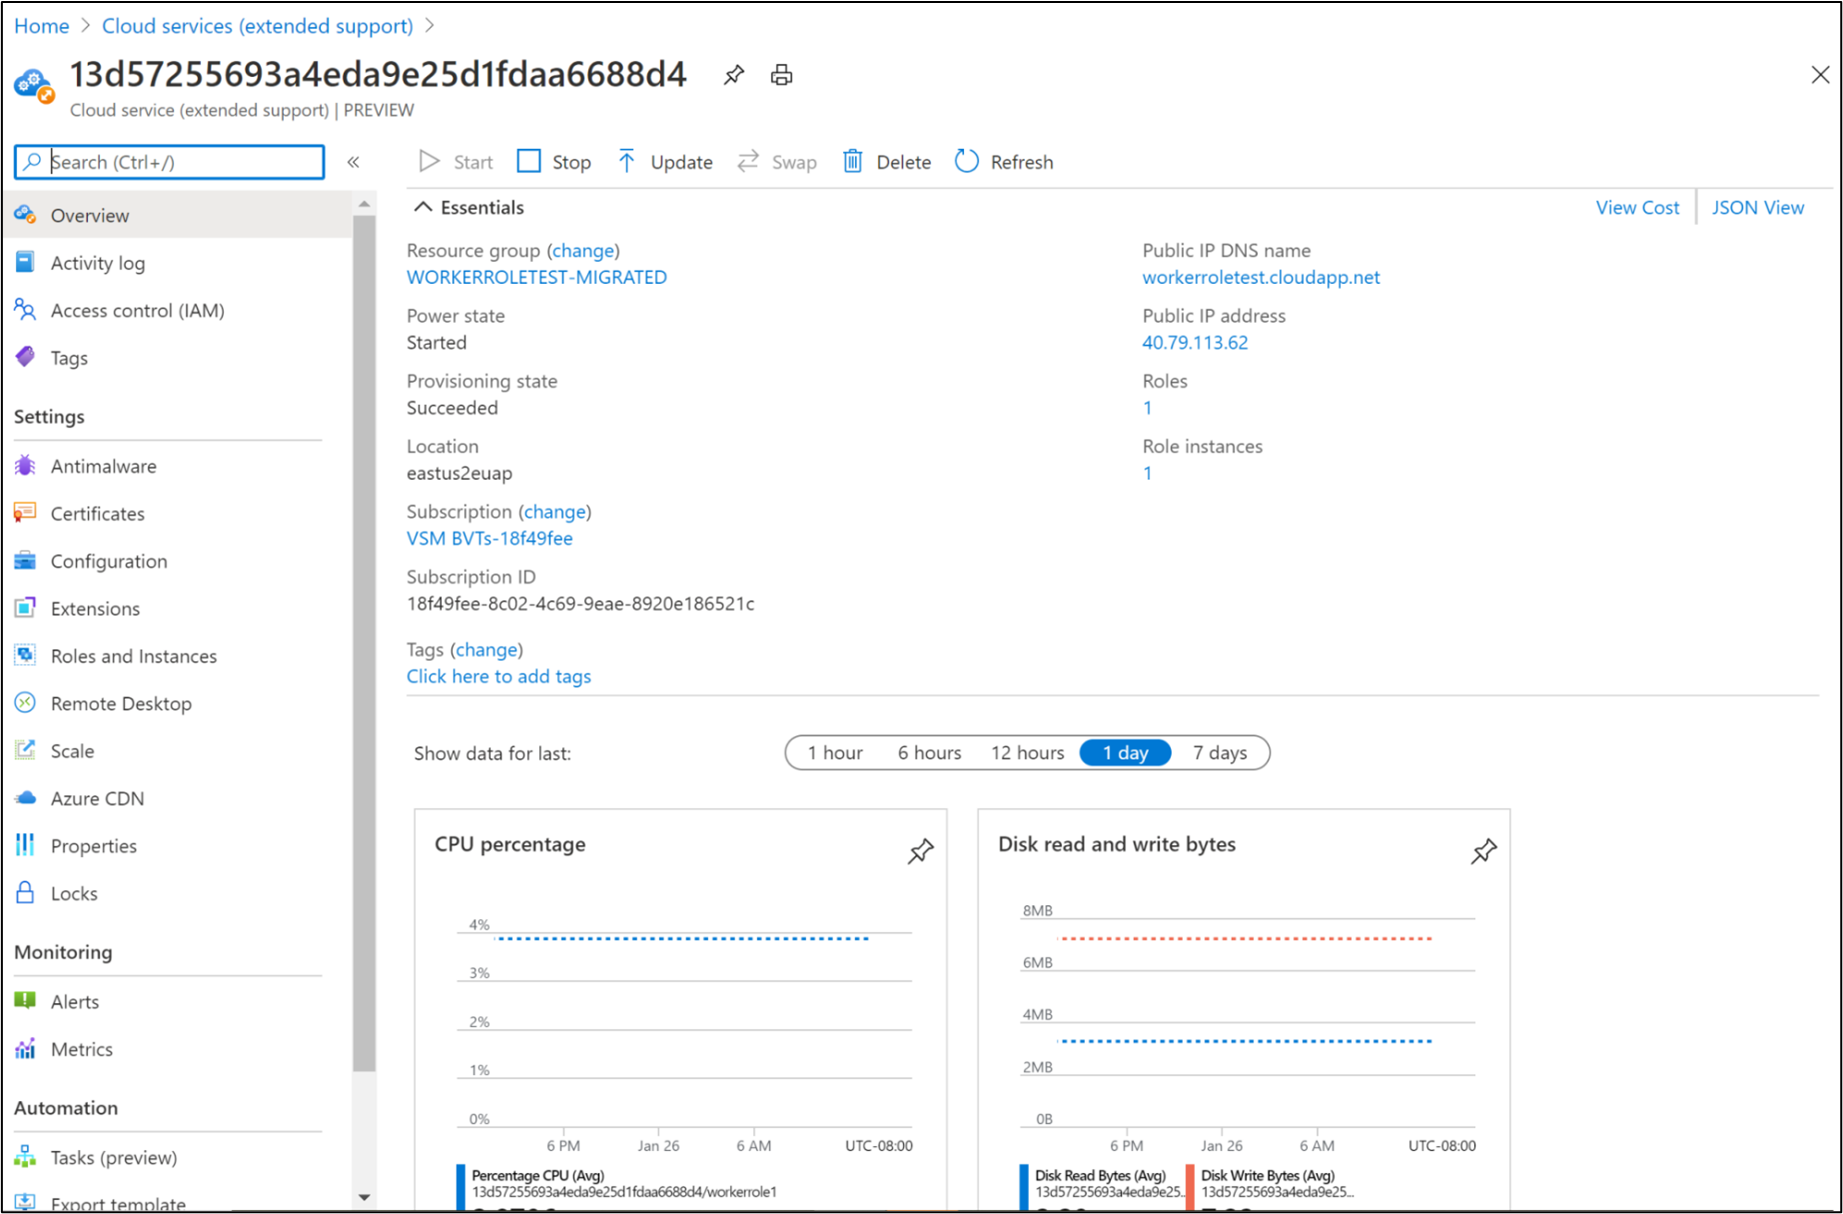 Home > Cloud services (extended support) >
13d57255693a4eda9e25d1fdaa6688d4
Cloud service (extended support) | PREVIEW
Search (Ctrl+/)
«
Start
Stop
Update
Swap
Delete
Refresh
Overview
Activity log
Access control (IAM)
Tags
Settings
Antimalware
Certificates
Configuration
Extensions
Roles and Instances
Remote Desktop
Scale
Azure CDN
Properties
Locks
Monitoring
Alerts
Metrics
Automation
Tasks (preview)
Export template
Essentials
View Cost
JSON View
Resource group (change)
WORKERROLETEST-MIGRATED
Power state
Started
Provisioning state
Succeeded
Location
eastus2euap
Subscription (change)
VSM BVTs-18f49fee
Subscription ID
18f49fee-8c02-4c69-9eae-8920e186521c
Tags (change)
Click here to add tags
Public IP DNS name
workerroletest.cloudapp.net
Public IP address
40.79.113.62
Roles
1
Role instances
1
Show data for last:
1 hour
6 hours
12 hours
1 day
7 days
CPU percentage
4%
3%
2%
1%
0%
6 PM
Jan 26
6 AM
UTC-08:00
Percentage CPU (Avg)
13d57255693a4eda9e25d1fdaa6688d4/workerrole1
Disk read and write bytes
8MB
6MB
4MB
2MB
0B
6 PM
Jan 26
6 AM
UTC-08:00
Disk Read Bytes (Avg)
13d57255693a4eda9e25...
Disk Write Bytes (Avg)
13d57255693a4eda9e25...